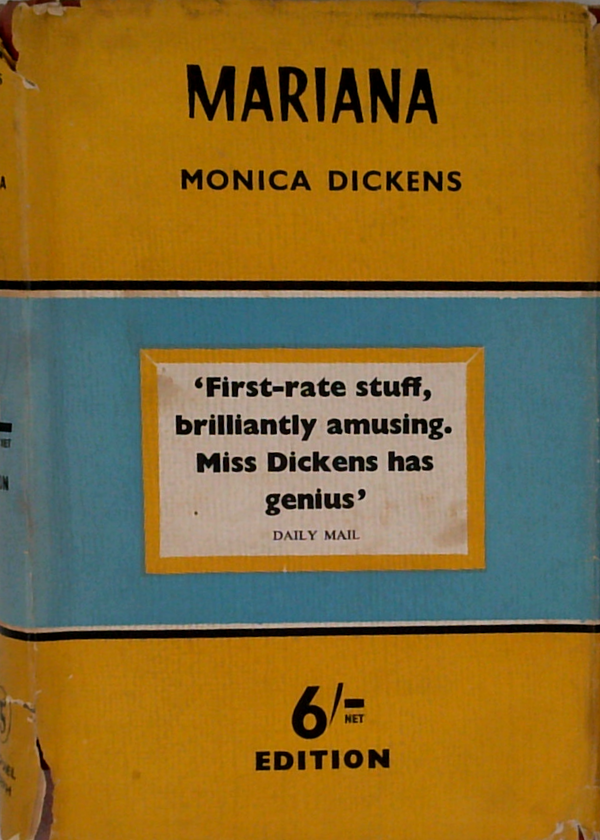 MARIANA
MONICA DICKENS
‘First-rate stuff,
brilliantly amusing.
Miss Dickens has
genius’
DAILY MAIL
6/-
NET
EDITION